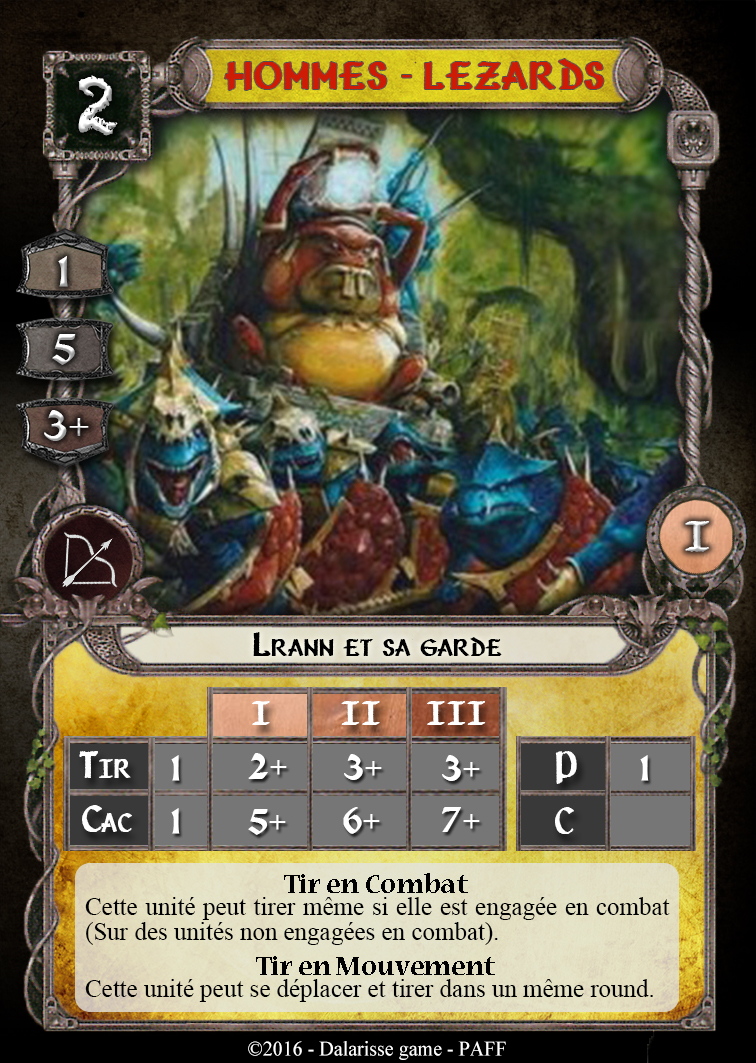 HOMMES - LEZARDS
2
1
5
3+
I
LRANN ET SA GARDE
I II III
TIR 1 2+ 3+ 3+ P 1
CAC 1 5+ 6+ 7+ C
Tir en Combat
Cette unité peut tirer même si elle est engagée en combat
(Sur des unités non engagées en combat).
Tir en Mouvement
Cette unité peut se déplacer et tirer dans un même round.
©2016 - Dalarisse game - PAFF